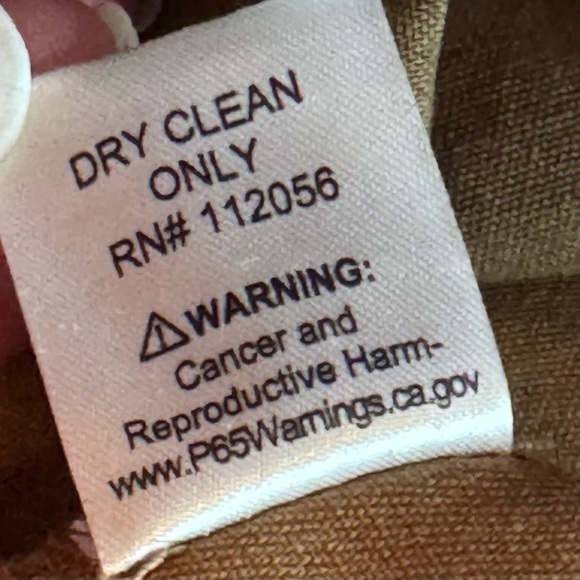 DRY CLEAN
ONLY
RN# 112056
⚠WARNING:
Cancer and
Reproductive Harm-
www.P65Warnings.ca.gov